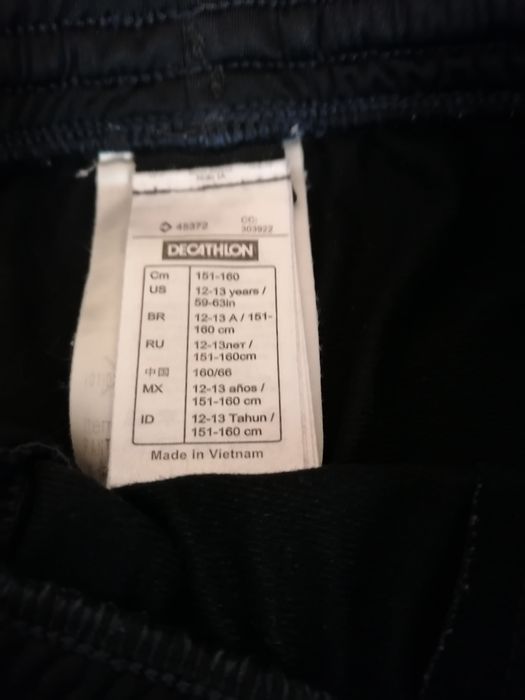 45372
CC:
303922
DECATHLON
Cm 151-160
US 12-13 years /
59-63in
BR 12-13 A / 151-
160 cm
RU 12-13лет /
151-160cm
中国 160/66
MX 12-13 años /
151-160 cm
ID 12-13 Tahun /
151-160 cm
Made in Vietnam